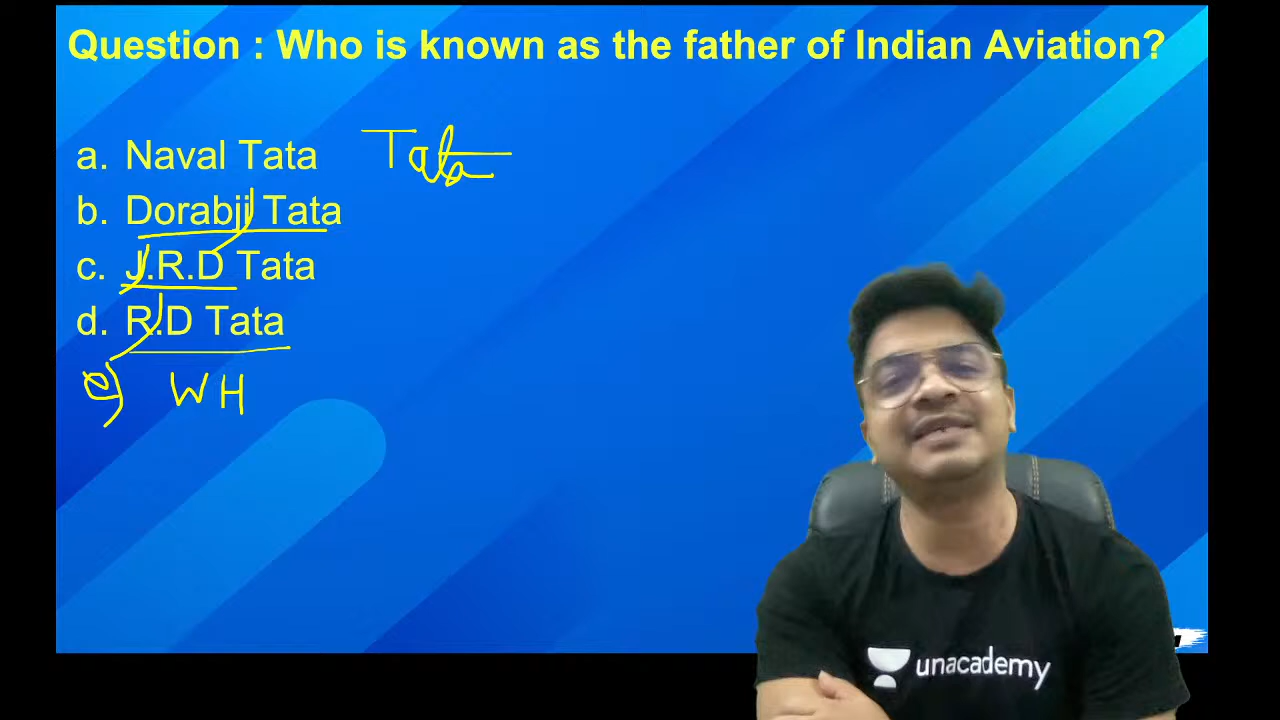 Question : Who is known as the father of Indian Aviation?
a. Naval Tata Tata
b. Dorabji Tata
c. J.R.D Tata
d. R.D Tata
e) WH
unacademy